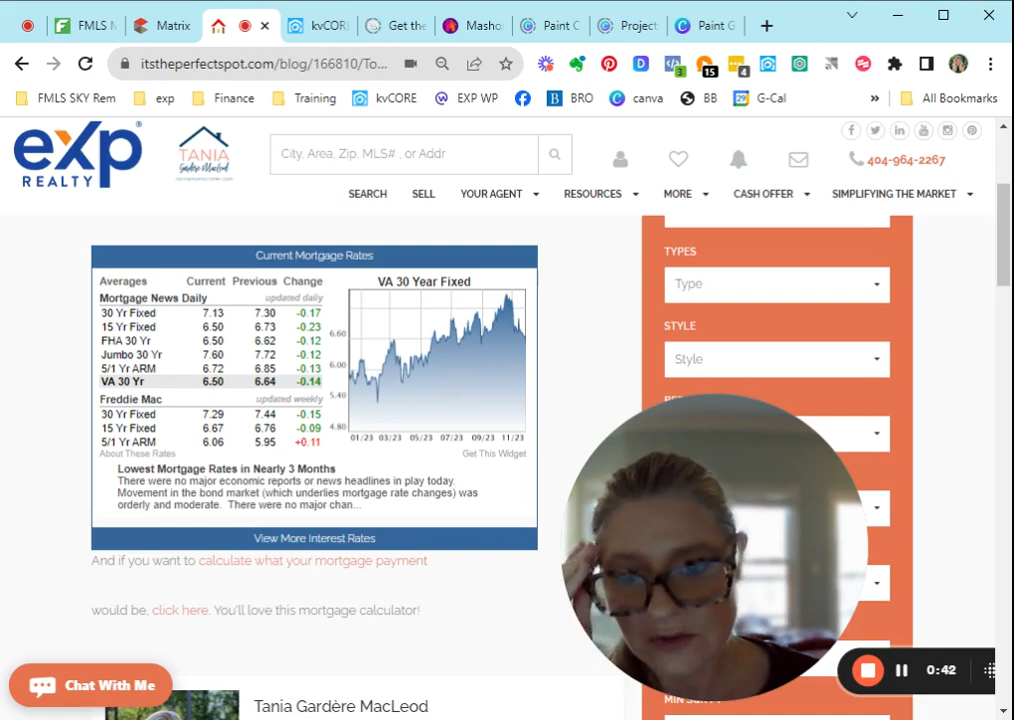 FMLS M
Matrix
kvCORE
Get the
Masho
Paint C
Project
Paint G
itstheperfectspot.com/blog/166810/To...
3
15
4
FMLS SKY Rem
exp
Finance
Training
kvCORE
EXP WP
BRO
canva
BB
G-Cal
»
All Bookmarks
eXp
REALTY
TANIA
Gardère MacLeod
City, Area, Zip, MLS# , or Addr
404-964-2267
SEARCH
SELL
YOUR AGENT
RESOURCES
MORE
CASH OFFER
SIMPLIFYING THE MARKET
Current Mortgage Rates
Averages Current Previous Change
Mortgage News Daily updated daily
30 Yr Fixed 7.13 7.30 -0.17
15 Yr Fixed 6.50 6.73 -0.23
FHA 30 Yr 6.50 6.62 -0.12
Jumbo 30 Yr 7.60 7.72 -0.12
5/1 Yr ARM 6.72 6.85 -0.13
VA 30 Yr 6.50 6.64 -0.14
Freddie Mac updated weekly
30 Yr Fixed 7.29 7.44 -0.15
15 Yr Fixed 6.67 6.76 -0.09
5/1 Yr ARM 6.06 5.95 +0.11
About These Rates
VA 30 Year Fixed
6.60
6.00
5.40
4.80
01/23 03/23 05/23 07/23 09/23 11/23
Get This Widget
Lowest Mortgage Rates in Nearly 3 Months
There were no major economic reports or news headlines in play today.
Movement in the bond market (which underlies mortgage rate changes) was
orderly and moderate. There were no major chan...
View More Interest Rates
And if you want to calculate what your mortgage payment
would be, click here. You'll love this mortgage calculator!
TYPES
Type
STYLE
Style
0:42
Chat With Me
Tania Gardère MacLeod